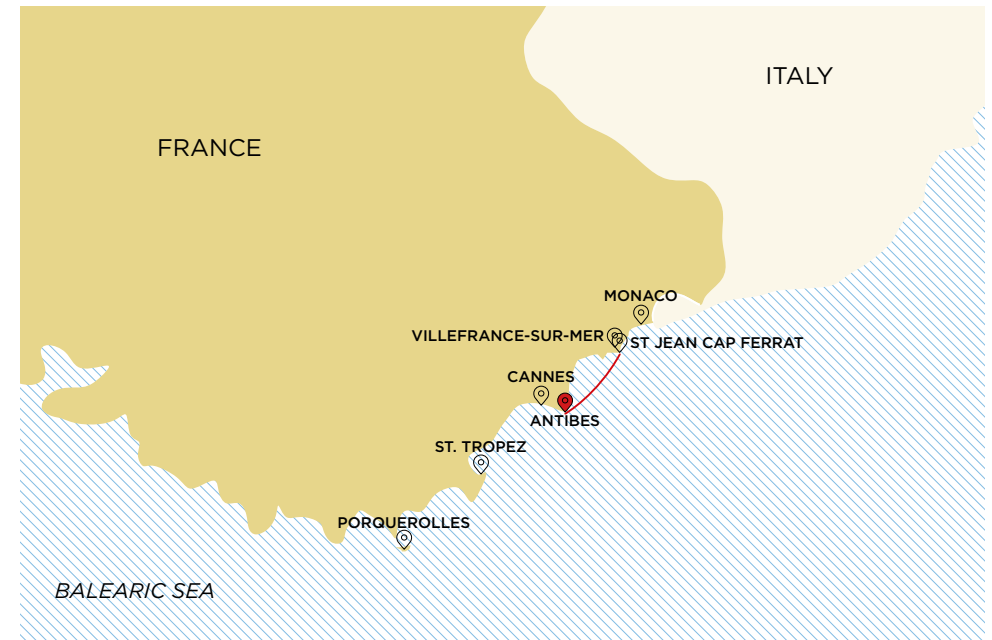 ITALY
FRANCE
MONACO
VILLEFRANCE-SUR-MER
ST JEAN CAP FERRAT
CANNES
ANTIBES
ST. TROPEZ
PORQUEROLLES
BALEARIC SEA